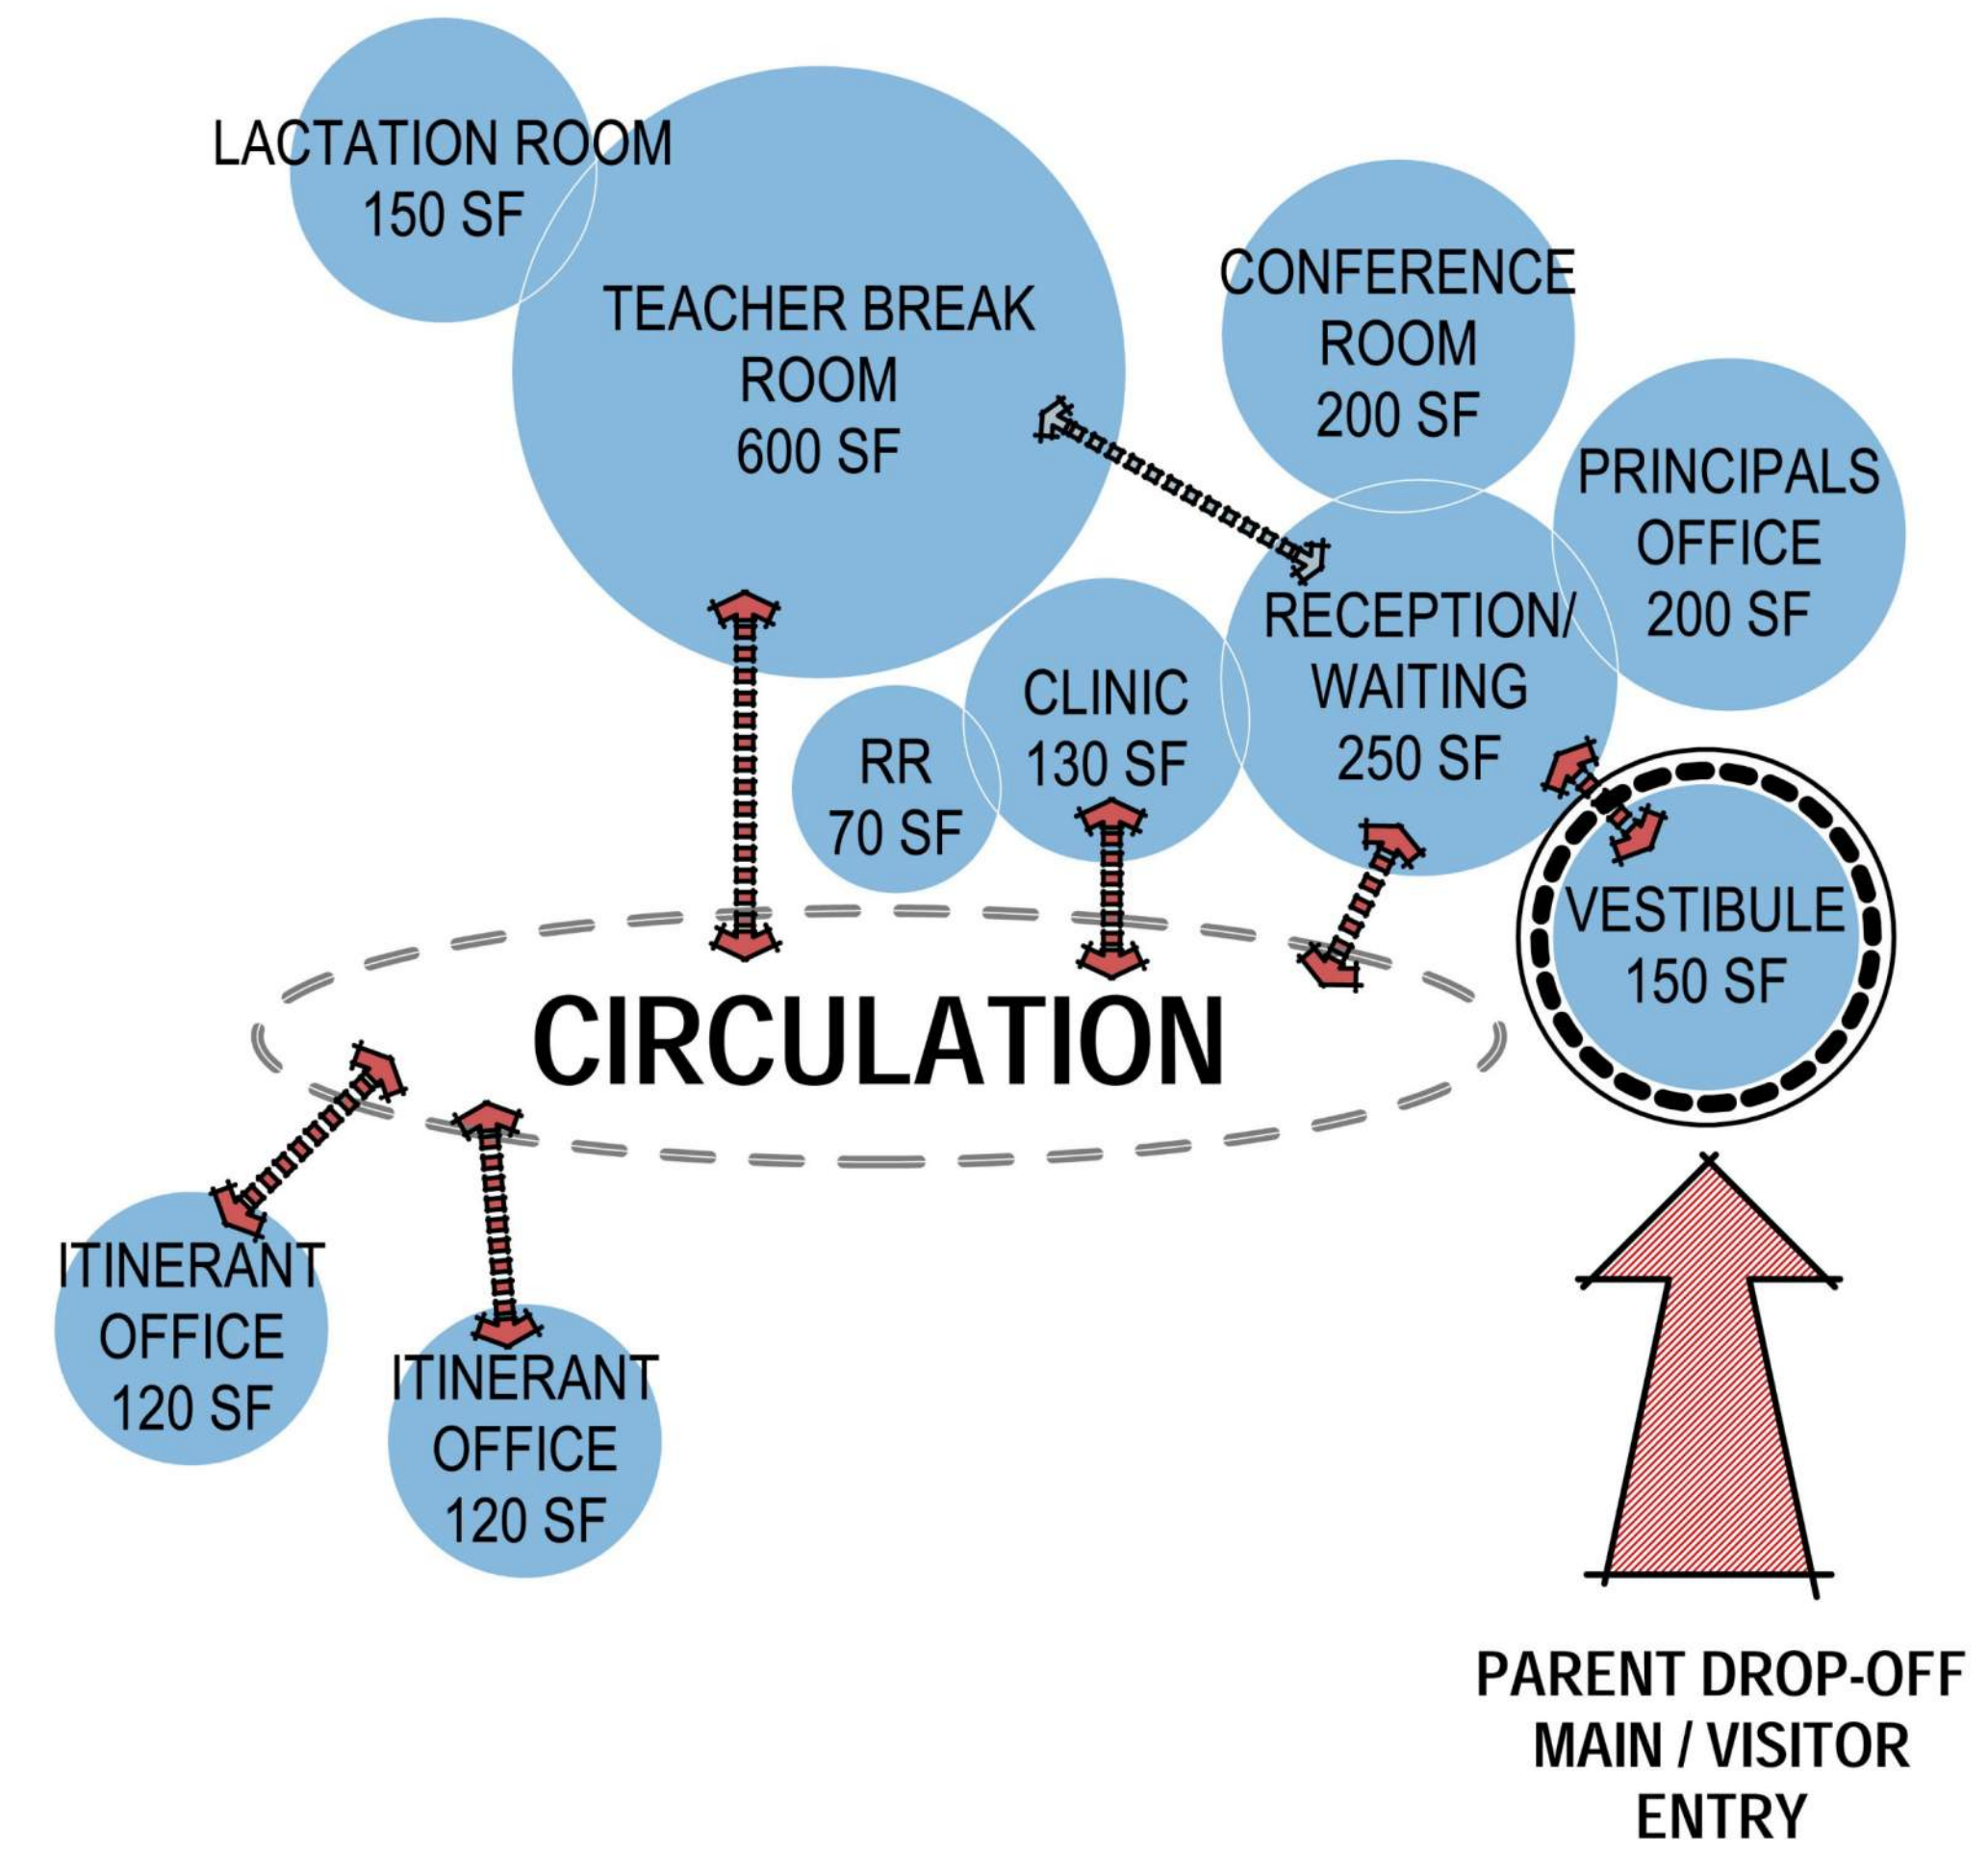 LACTATION ROOM
150 SF
TEACHER BREAK
ROOM
600 SF
CONFERENCE
ROOM
200 SF
PRINCIPALS
OFFICE
200 SF
RECEPTION/
WAITING
250 SF
CLINIC
130 SF
RR
70 SF
VESTIBULE
150 SF
CIRCULATION
ITINERANT
OFFICE
120 SF
ITINERANT
OFFICE
120 SF
PARENT DROP-OFF
MAIN / VISITOR
ENTRY